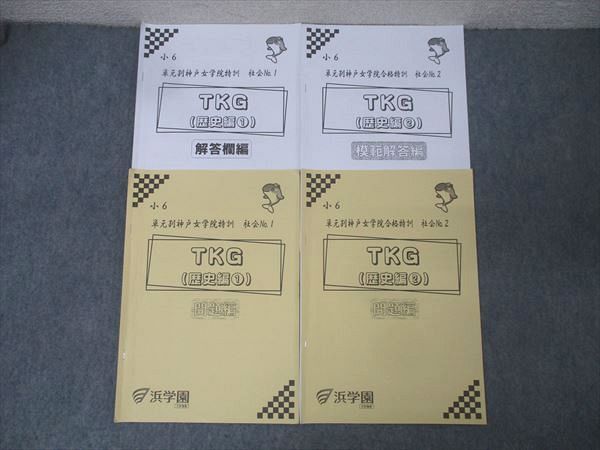 小6
単元別神戸女学院特訓 社会No.1
TKG
(歴史編①)
解答欄編
小6
単元別神戸女学院合格特訓 社会No.2
TKG
(歴史編②)
模範解答編
小6
単元別神戸女学院特訓 社会No.1
TKG
(歴史編①)
問題編
浜学園
小6
単元別神戸女学院合格特訓 社会No.2
TKG
(歴史編②)
問題編
浜学園